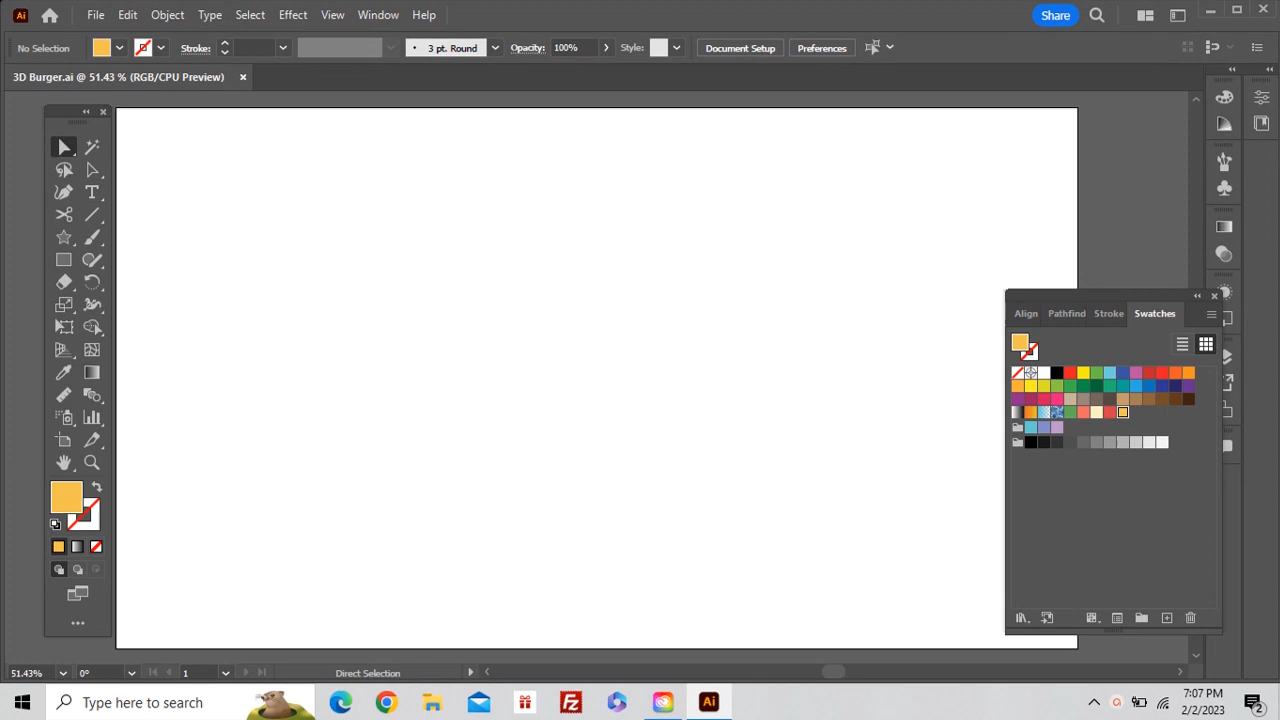 Ai File Edit Object Type Select Effect View Window Help Share
No Selection Stroke: 3 pt. Round Opacity: 100% Style: Document Setup Preferences
3D Burger.ai @ 51.43 % (RGB/CPU Preview)
Align Pathfind Stroke Swatches
51.43% 0° 1 Direct Selection
Type here to search Ai 7:07 PM
2/2/2023 2